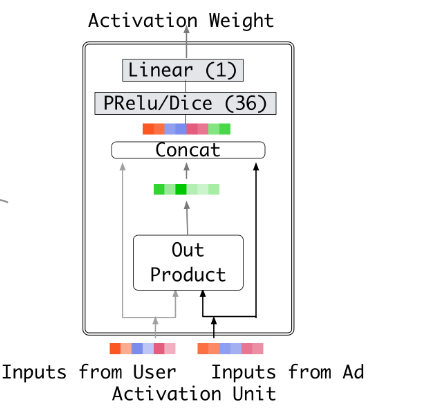 Activation Weight
Linear (1)
PRelu/Dice (36)
Concat
Out
Product
Inputs from User
Inputs from Ad
Activation Unit